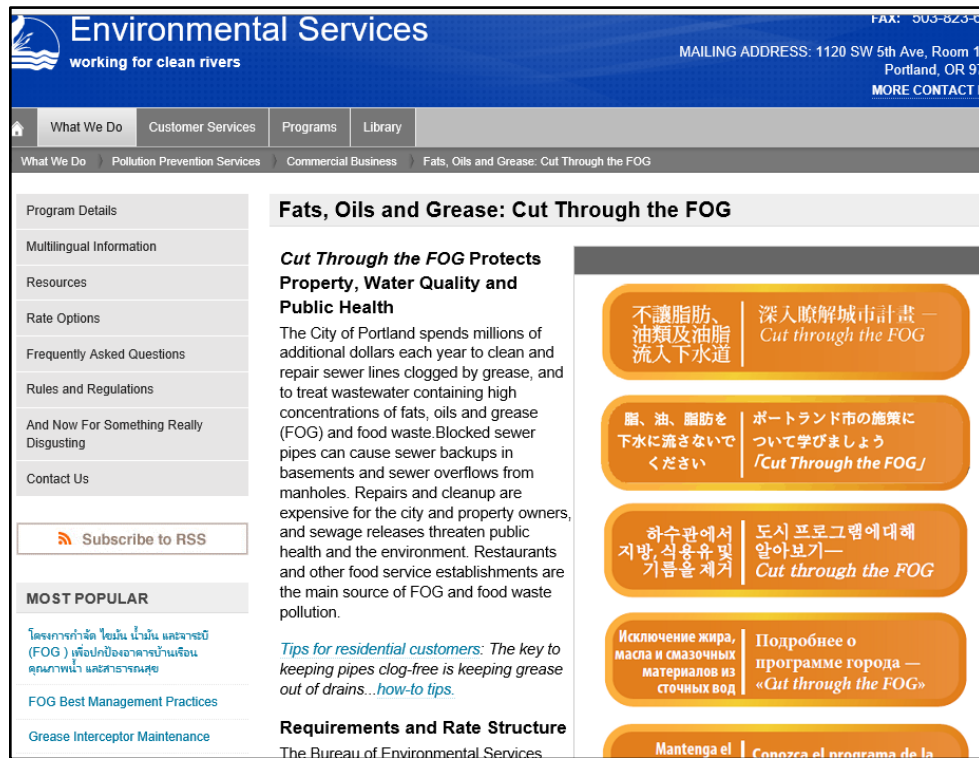 Environmental Services
working for clean rivers
FAX: 503-823-6
MAILING ADDRESS: 1120 SW 5th Ave, Room 1
Portland, OR 97
MORE CONTACT
What We Do
Customer Services
Programs
Library
What We Do
Pollution Prevention Services
Commercial Business
Fats, Oils and Grease: Cut Through the FOG
Program Details
Multilingual Information
Resources
Rate Options
Frequently Asked Questions
Rules and Regulations
And Now For Something Really
Disgusting
Contact Us
Subscribe to RSS
MOST POPULAR
โครงการกำจัด ไขมัน น้ำมัน และจาระบี
(FOG ) เพื่อปกป้องอาคารบ้านเรือน
คุณภาพน้ำ และสาธารณสุข
FOG Best Management Practices
Grease Interceptor Maintenance
Fats, Oils and Grease: Cut Through the FOG
Cut Through the FOG Protects
Property, Water Quality and
Public Health
The City of Portland spends millions of
additional dollars each year to clean and
repair sewer lines clogged by grease, and
to treat wastewater containing high
concentrations of fats, oils and grease
(FOG) and food waste.Blocked sewer
pipes can cause sewer backups in
basements and sewer overflows from
manholes. Repairs and cleanup are
expensive for the city and property owners,
and sewage releases threaten public
health and the environment. Restaurants
and other food service establishments are
the main source of FOG and food waste
pollution.
Tips for residential customers: The key to
keeping pipes clog-free is keeping grease
out of drains...how-to tips.
Requirements and Rate Structure
The Bureau of Environmental Services
不讓脂肪、
油類及油脂
流入下水道
深入瞭解城市計畫 —
Cut through the FOG
脂、油、脂肪を
下水に流さないで
ください
ポートランド市の施策に
ついて学びましょう
「Cut Through the FOG」
하수관에서
지방, 식용유 및
기름을 제거
도시 프로그램에 대해
알아보기—
Cut through the FOG
Исключение жира,
масла и смазочных
материалов из
сточных вод
Подробнее о
программе города —
«Cut through the FOG»
Mantenga el
Conozca el programa de la